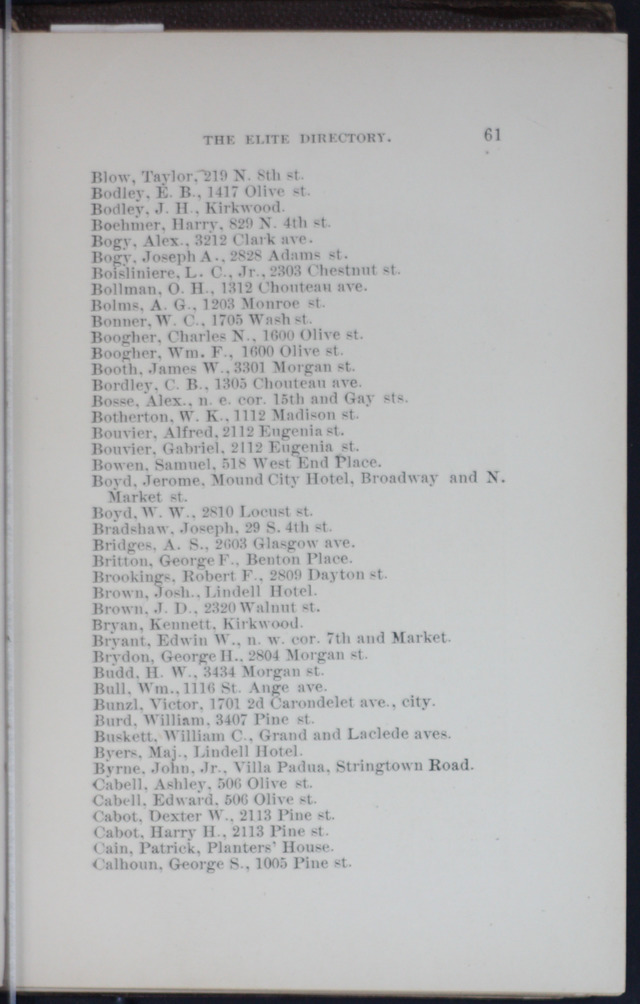 THE ELITE DIRECTORY. 61
Blow, Taylor, 219 N. 8th st.
Bodley, E. B., 1417 Olive st.
Bodley, J. H., Kirkwood.
Boehmer, Harry, 829 N. 4th st.
Bogy, Alex., 3212 Clark ave.
Bogy, Joseph A., 2828 Adams st.
Boisliniere, L. C., Jr., 2303 Chestnut st.
Bollman, O. H., 1312 Chouteau ave.
Bolms, A. G., 1203 Monroe st.
Bonner, W. C., 1705 Wash st.
Boogher, Charles N., 1600 Olive st.
Boogher, Wm. F., 1600 Olive st.
Booth, James W., 3301 Morgan st.
Bordley, C. B., 1305 Chouteau ave.
Bosse, Alex., n. e. cor. 15th and Gay sts.
Botherton, W. K., 1112 Madison st.
Bouvier, Alfred, 2112 Eugenia st.
Bouvier, Gabriel, 2112 Eugenia st.
Bowen, Samuel, 518 West End Place.
Boyd, Jerome, Mound City Hotel, Broadway and N.
Market st.
Boyd, W. W., 2810 Locust st.
Bradshaw, Joseph, 29 S. 4th st.
Bridges, A. S., 2603 Glasgow ave.
Britton, George F., Benton Place.
Brookings, Robert F., 2809 Dayton st.
Brown, Josh., Lindell Hotel.
Brown, J. D., 2320 Walnut st.
Bryan, Kennett, Kirkwood.
Bryant, Edwin W., n. w. cor. 7th and Market.
Brydon, George H., 2804 Morgan st.
Budd, H. W., 3434 Morgan st.
Bull, Wm., 1116 St. Ange ave.
Bunzl, Victor, 1701 2d Carondelet ave., city.
Burd, William, 3407 Pine st.
Buskett, William C., Grand and Laclede aves.
Byers, Maj., Lindell Hotel.
Byrne, John, Jr., Villa Padua, Stringtown Road.
Cabell, Ashley, 506 Olive st.
Cabell, Edward, 506 Olive st.
Cabot, Dexter W., 2113 Pine st.
Cabot, Harry H., 2113 Pine st.
Cain, Patrick, Planters' House.
Calhoun, George S., 1005 Pine st.